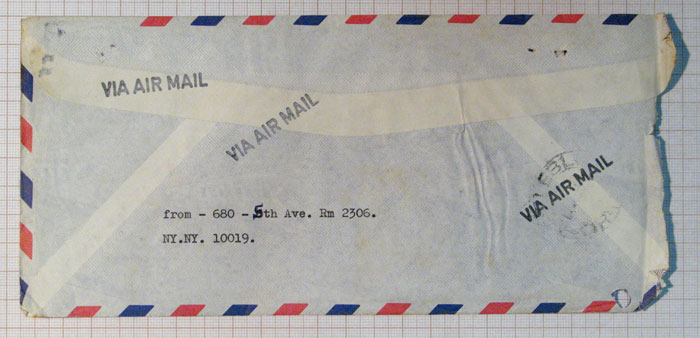 VIA AIR MAIL
VIA AIR MAIL
VIA AIR MAIL
from - 680 - 5th Ave. Rm 2306.
NY.NY. 10019.